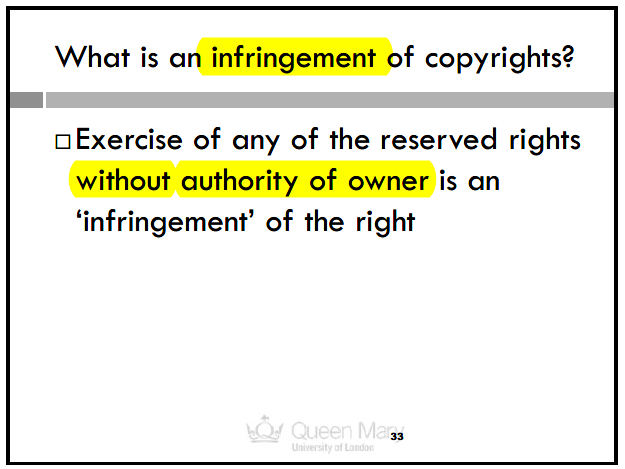 What is an infringement of copyrights?
□Exercise of any of the reserved rights
without authority of owner is an
‘infringement’ of the right
Queen Mary
University of London
33